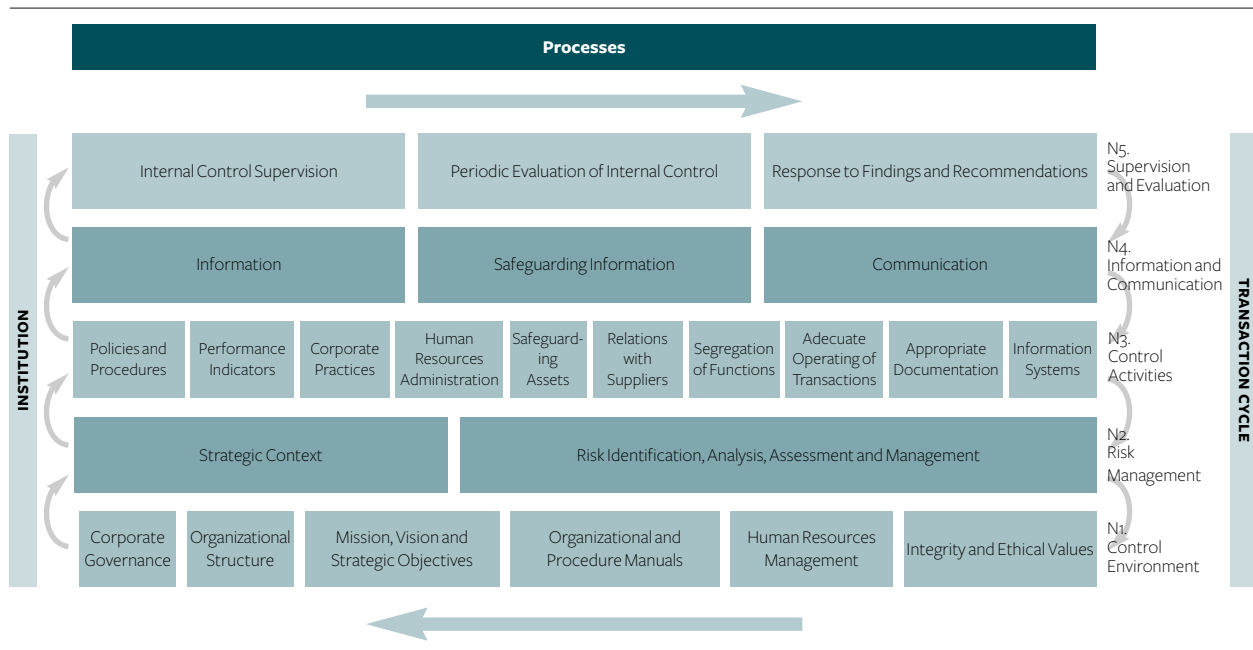 Processes
INSTITUTION
Internal Control Supervision
Periodic Evaluation of Internal Control
Response to Findings and Recommendations
N5.
Supervision
and Evaluation
Information
Safeguarding Information
Communication
N4.
Information and
Communication
Policies and
Procedures
Performance
Indicators
Corporate
Practices
Human
Resources
Administration
Safeguard-
ing
Assets
Relations
with
Suppliers
Segregation
of Functions
Adequate
Operating of
Transactions
Appropriate
Documentation
Information
Systems
N3.
Control
Activities
Strategic Context
Risk Identification, Analysis, Assessment and Management
N2.
Risk
Management
Corporate
Governance
Organizational
Structure
Mission, Vision and
Strategic Objectives
Organizational and
Procedure Manuals
Human Resources
Management
Integrity and Ethical Values
N1.
Control
Environment
TRANSACTION CYCLE